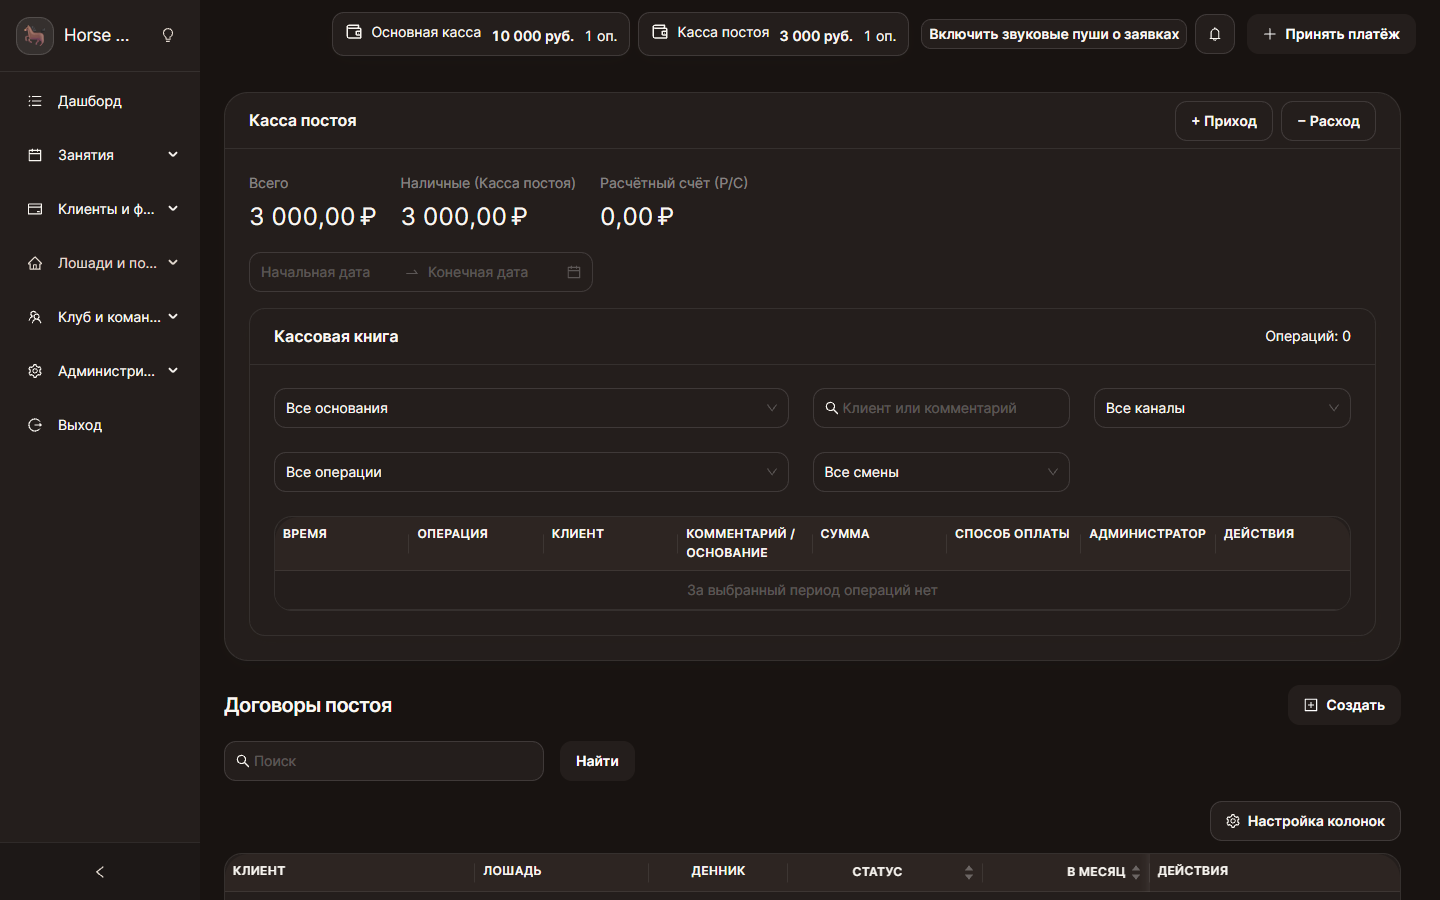 Horse ...
Основная касса 10 000 руб. 1 оп.
Касса постоя 3 000 руб. 1 оп.
Включить звуковые пуши о заявках
Принять платёж
Дашборд
Занятия
Клиенты и ф...
Лошади и по...
Клуб и коман...
Администри...
Выход
Касса постоя
+ Приход
− Расход
Всего
3 000,00 ₽
Наличные (Касса постоя)
3 000,00 ₽
Расчётный счёт (Р/С)
0,00 ₽
Начальная дата
Конечная дата
Кассовая книга
Операций: 0
Все основания
Клиент или комментарий
Все каналы
Все операции
Все смены
ВРЕМЯ
ОПЕРАЦИЯ
КЛИЕНТ
КОММЕНТАРИЙ /
ОСНОВАНИЕ
СУММА
СПОСОБ ОПЛАТЫ
АДМИНИСТРАТОР
ДЕЙСТВИЯ
За выбранный период операций нет
Договоры постоя
Создать
Поиск
Найти
Настройка колонок
КЛИЕНТ
ЛОШАДЬ
ДЕННИК
СТАТУС
В МЕСЯЦ
ДЕЙСТВИЯ